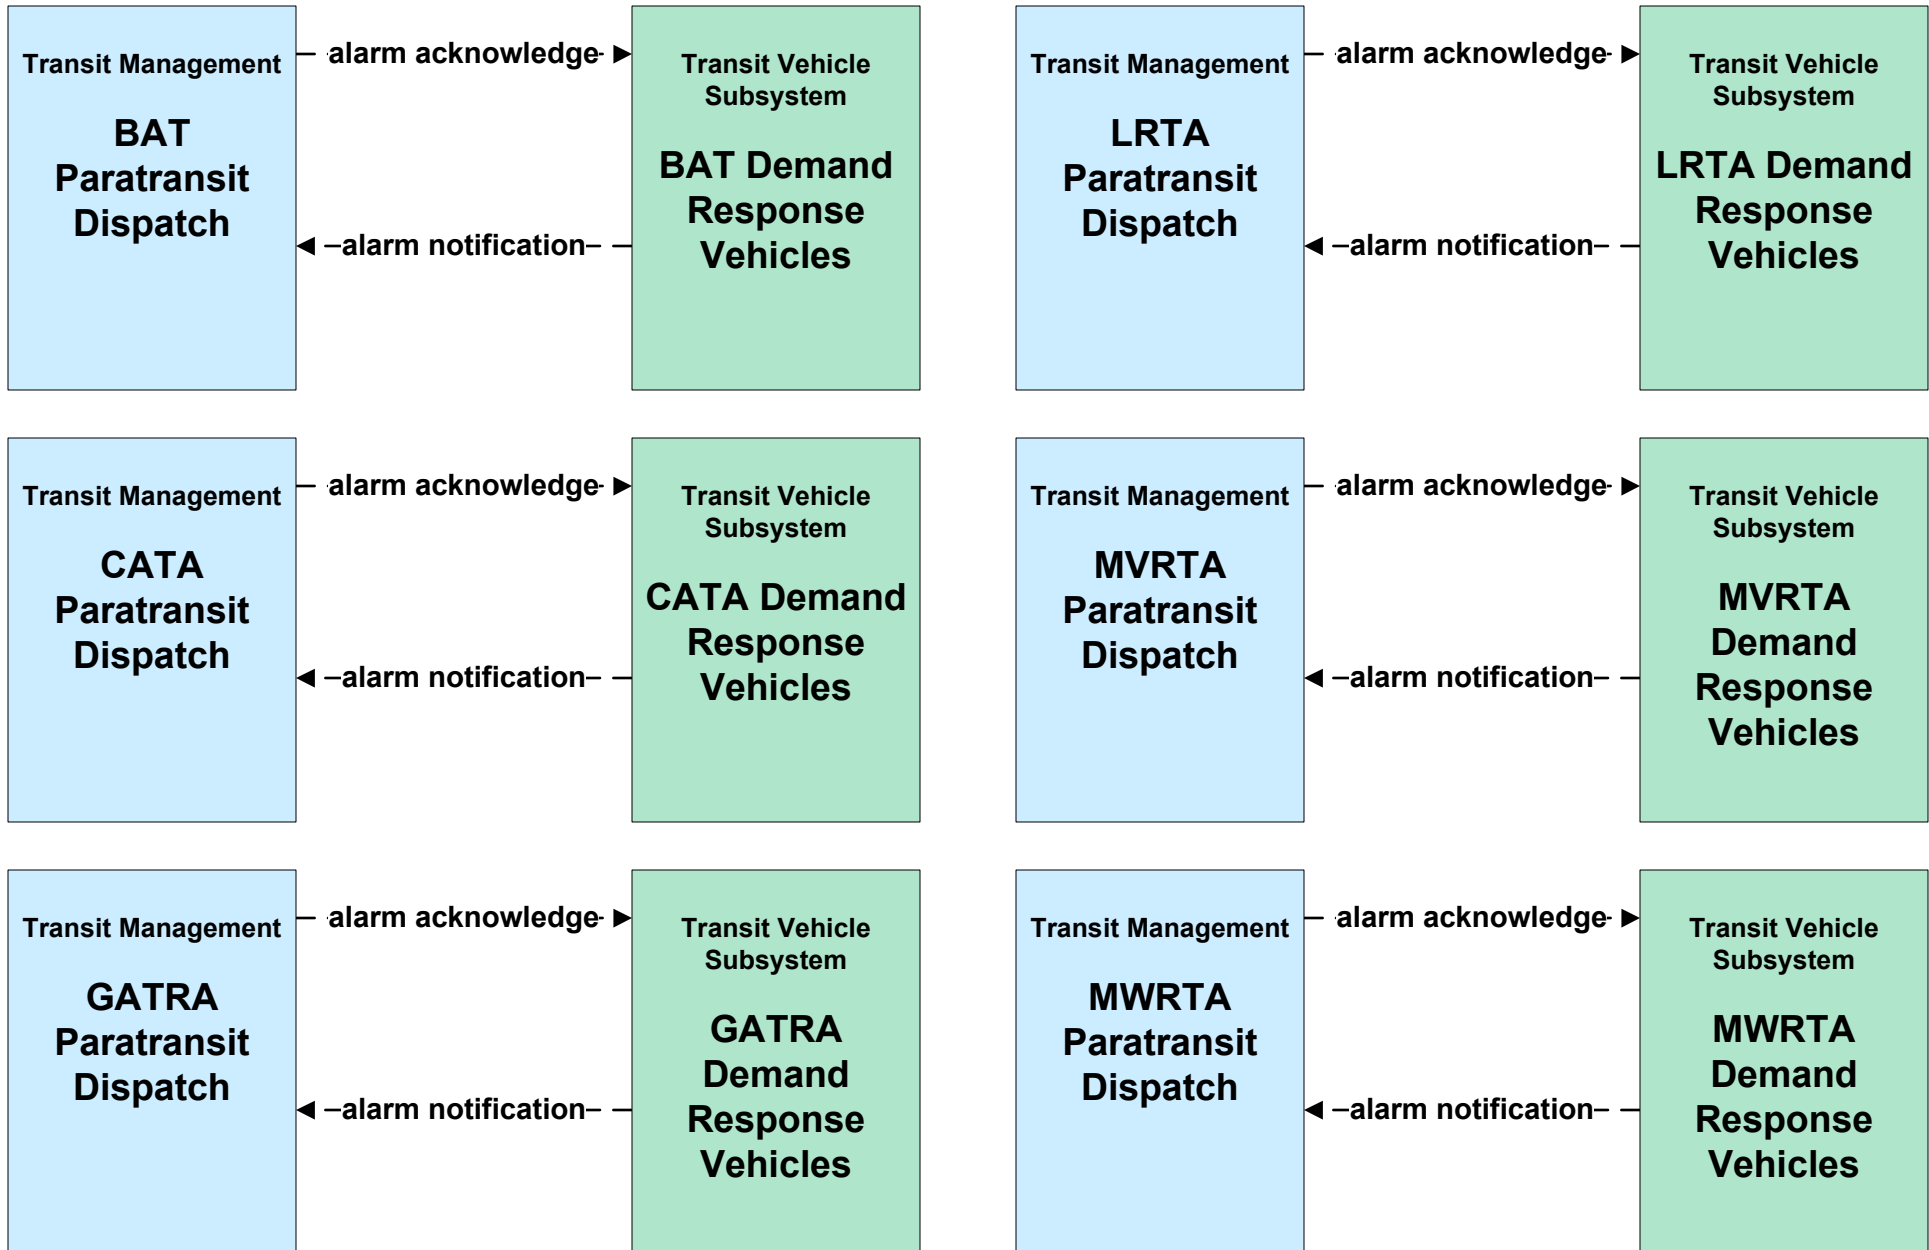 Transit Management
BAT
Paratransit
Dispatch
alarm acknowledge
alarm notification
Transit Vehicle
Subsystem
BAT Demand
Response
Vehicles
Transit Management
LRTA
Paratransit
Dispatch
alarm acknowledge
alarm notification
Transit Vehicle
Subsystem
LRTA Demand
Response
Vehicles
Transit Management
CATA
Paratransit
Dispatch
alarm acknowledge
alarm notification
Transit Vehicle
Subsystem
CATA Demand
Response
Vehicles
Transit Management
MVRTA
Paratransit
Dispatch
alarm acknowledge
alarm notification
Transit Vehicle
Subsystem
MVRTA
Demand
Response
Vehicles
Transit Management
GATRA
Paratransit
Dispatch
alarm acknowledge
alarm notification
Transit Vehicle
Subsystem
GATRA
Demand
Response
Vehicles
Transit Management
MWRTA
Paratransit
Dispatch
alarm acknowledge
alarm notification
Transit Vehicle
Subsystem
MWRTA
Demand
Response
Vehicles